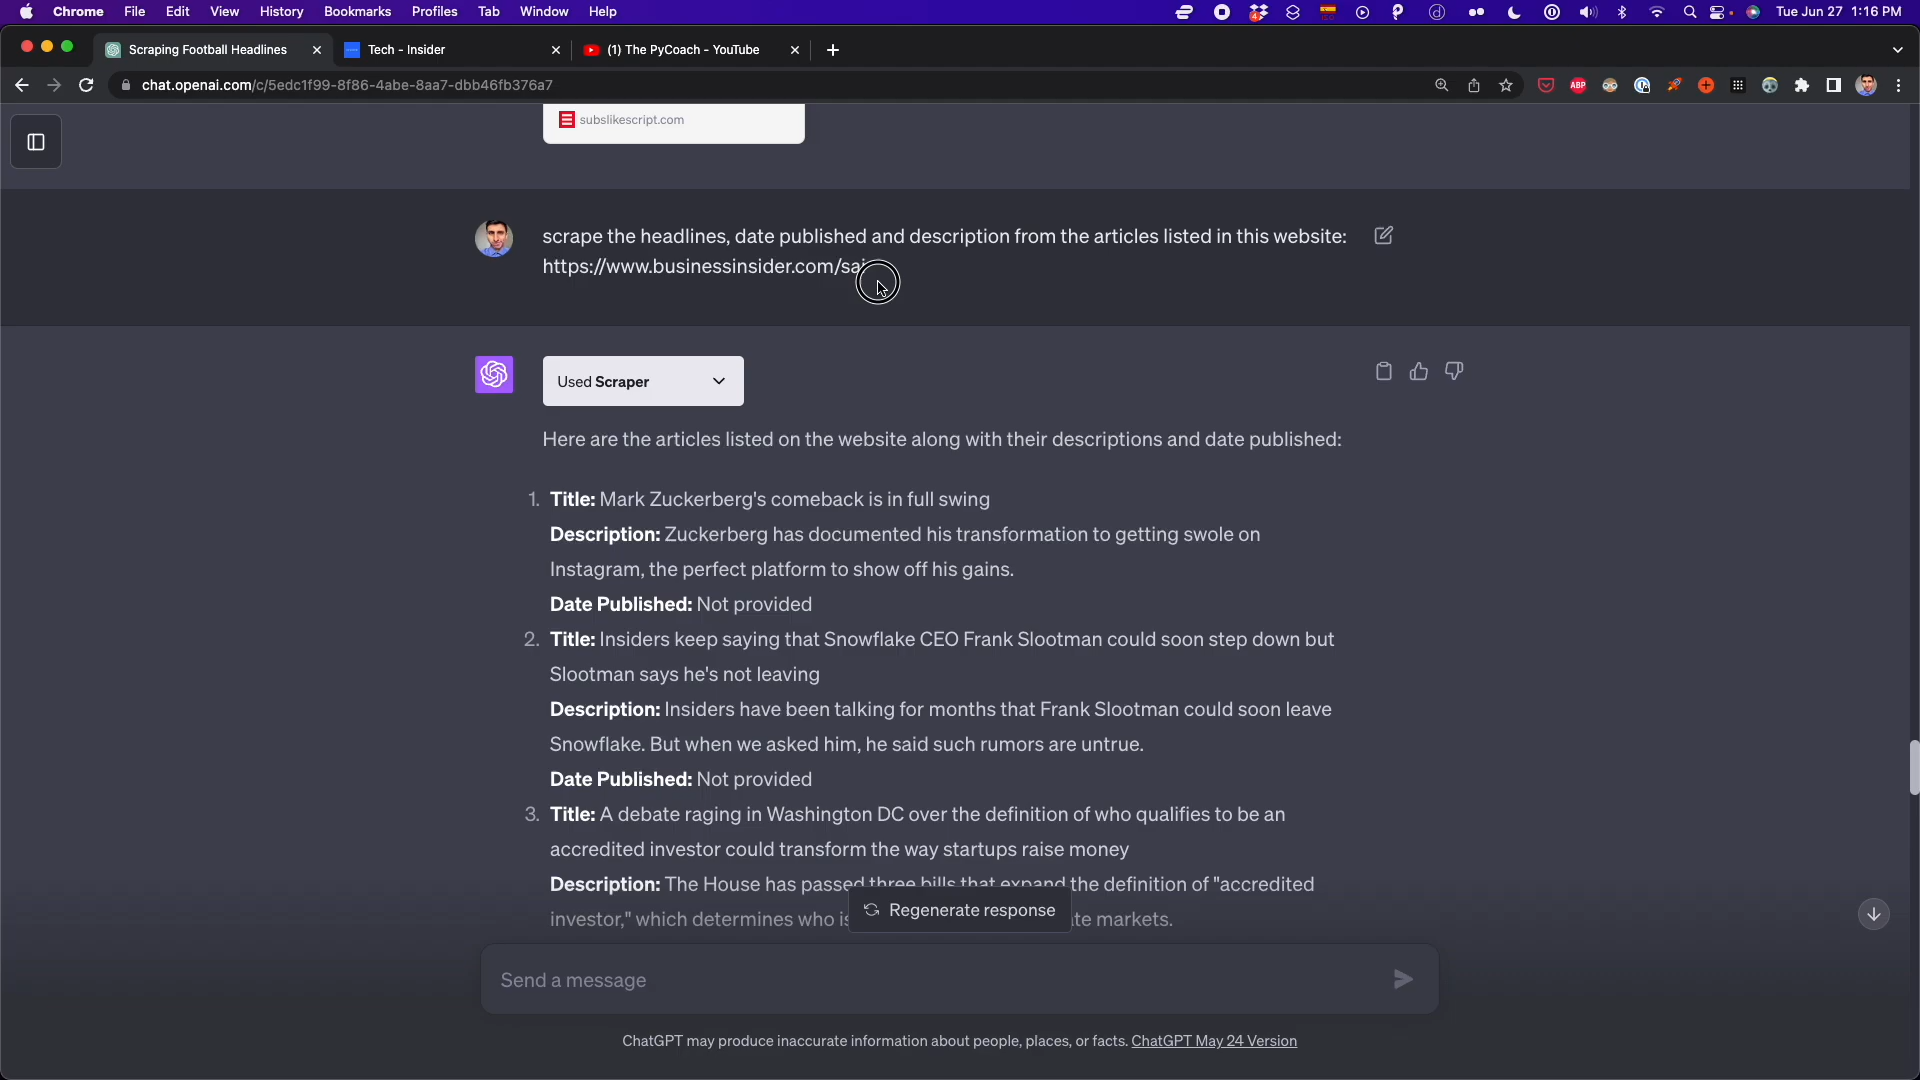 Chrome File Edit View History Bookmarks Profiles Tab Window Help Tue Jun 27 1:16 PM
Scraping Football Headlines Tech - Insider (1) The PyCoach - YouTube
chat.openai.com/c/5edc1f99-8f86-4abe-8aa7-dbb46fb376a7
subslikescript.com
scrape the headlines, date published and description from the articles listed in this website:
https://www.businessinsider.com/sai
Used Scraper
Here are the articles listed on the website along with their descriptions and date published:
1. Title: Mark Zuckerberg's comeback is in full swing
Description: Zuckerberg has documented his transformation to getting swole on
Instagram, the perfect platform to show off his gains.
Date Published: Not provided
2. Title: Insiders keep saying that Snowflake CEO Frank Slootman could soon step down but
Slootman says he's not leaving
Description: Insiders have been talking for months that Frank Slootman could soon leave
Snowflake. But when we asked him, he said such rumors are untrue.
Date Published: Not provided
3. Title: A debate raging in Washington DC over the definition of who qualifies to be an
accredited investor could transform the way startups raise money
Description: The House has passed three bills that expand the definition of "accredited
investor," which determines who is te markets.
Regenerate response
Send a message
ChatGPT may produce inaccurate information about people, places, or facts. ChatGPT May 24 Version